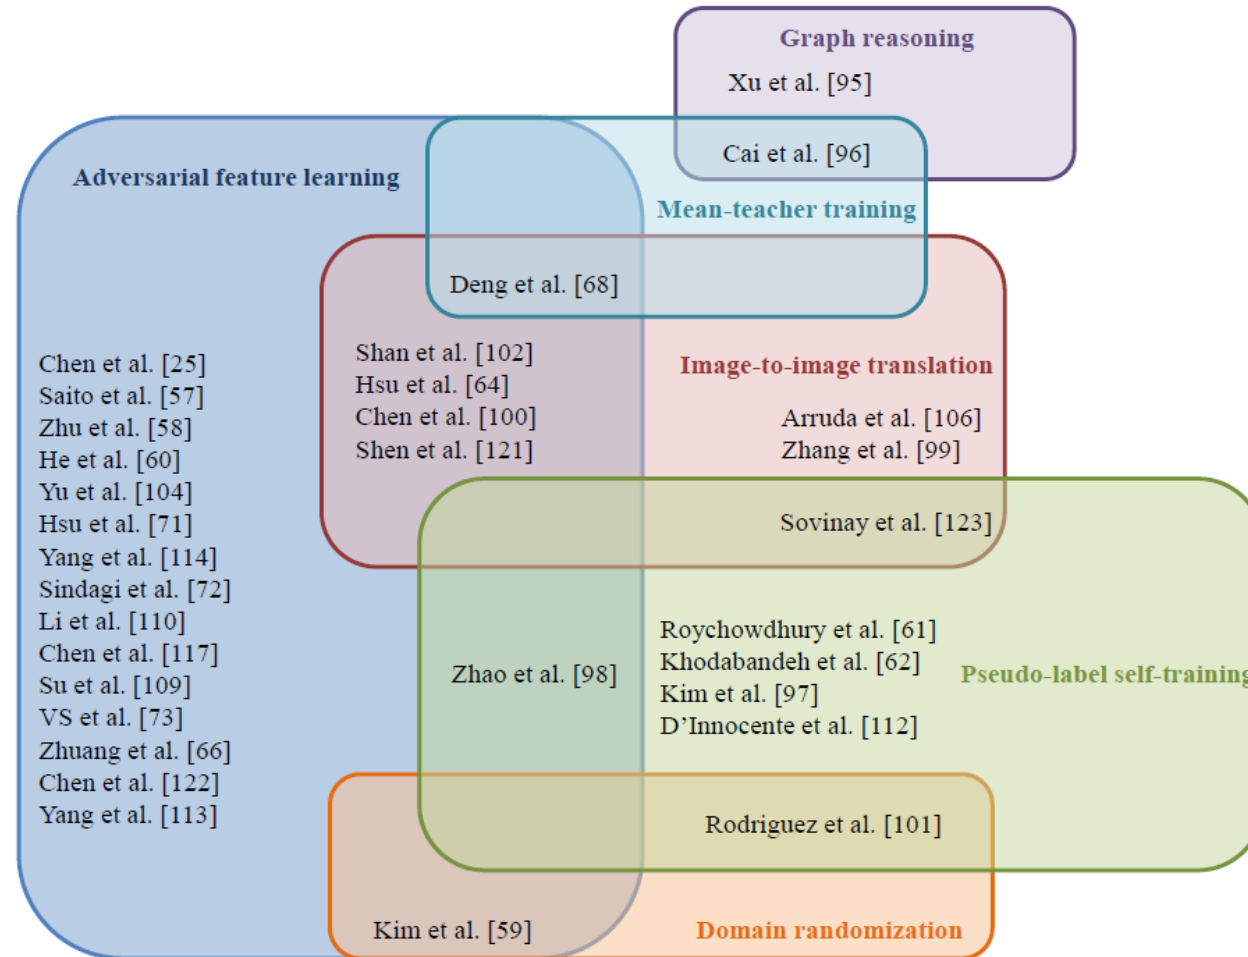 Graph reasoning
Xu et al. [95]
Cai et al. [96]
Adversarial feature learning
Mean-teacher training
Deng et al. [68]
Chen et al. [25]
Saito et al. [57]
Zhu et al. [58]
He et al. [60]
Yu et al. [104]
Hsu et al. [71]
Yang et al. [114]
Sindagi et al. [72]
Li et al. [110]
Chen et al. [117]
Su et al. [109]
VS et al. [73]
Zhuang et al. [66]
Chen et al. [122]
Yang et al. [113]
Shan et al. [102]
Hsu et al. [64]
Chen et al. [100]
Shen et al. [121]
Image-to-image translation
Arruda et al. [106]
Zhang et al. [99]
Sovinay et al. [123]
Roychowdhury et al. [61]
Khodabandeh et al. [62]
Kim et al. [97]
D’Innocente et al. [112]
Zhao et al. [98]
Pseudo-label self-training
Rodriguez et al. [101]
Kim et al. [59]
Domain randomization